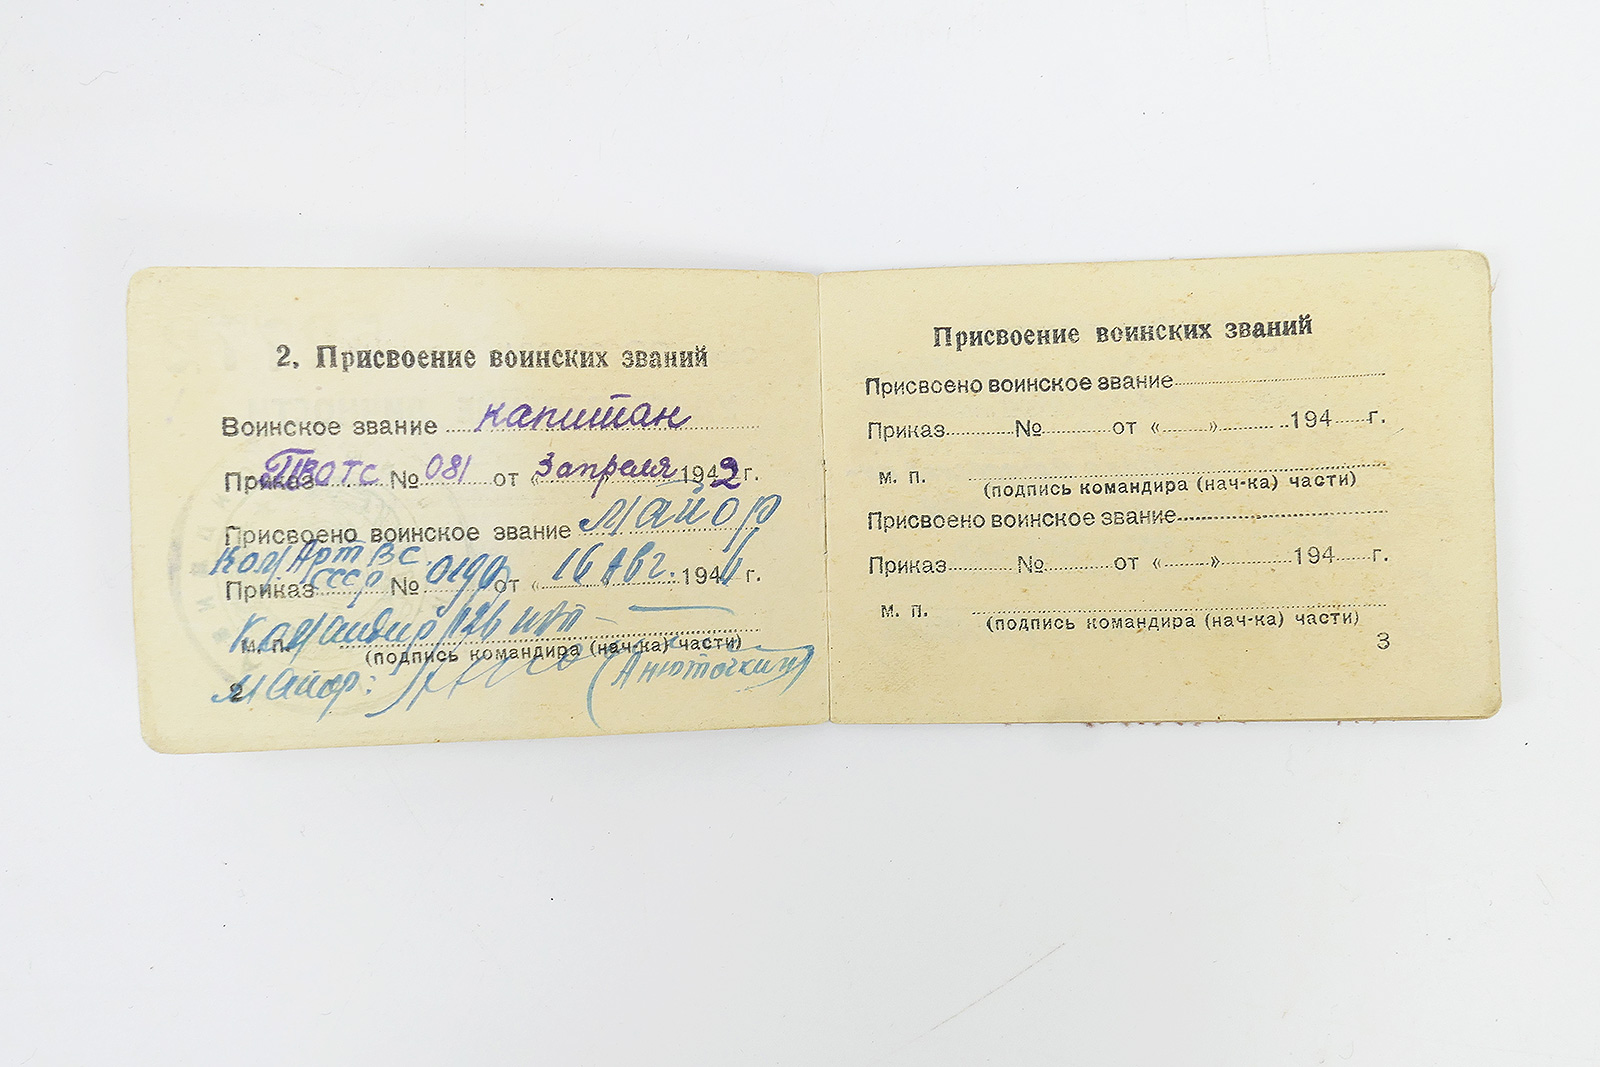 2. Присвоение воинских званий
Воинское звание капитан
Приказ № 081 от « 3 апреля 1942 г.
Присвоено воинское звание майор
Ком. Арт. ВС
СССР
Приказ № от « 16 Авг. 1944 г.
Командир
м. п.
(подпись командира (нач-ка) части)
Майор: (Анюточкин)
2
Присвоение воинских званий
Присвоено воинское звание
Приказ № от « » 194 г.
м. п.
(подпись командира (нач-ка) части)
Присвоено воинское звание
Приказ № от « » 194 г.
м. п.
(подпись командира (нач-ка) части)
3